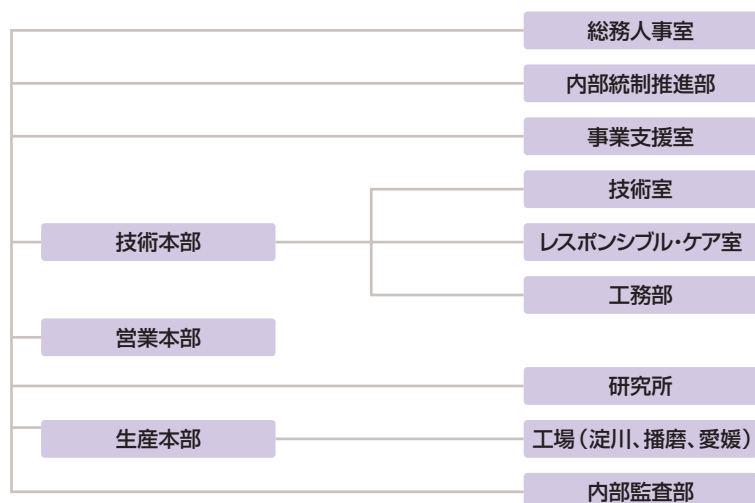 総務人事室
内部統制推進部
事業支援室
技術室
技術本部
レスポンシブル・ケア室
工務部
営業本部
研究所
生産本部
工場（淀川、播磨、愛媛）
内部監査部